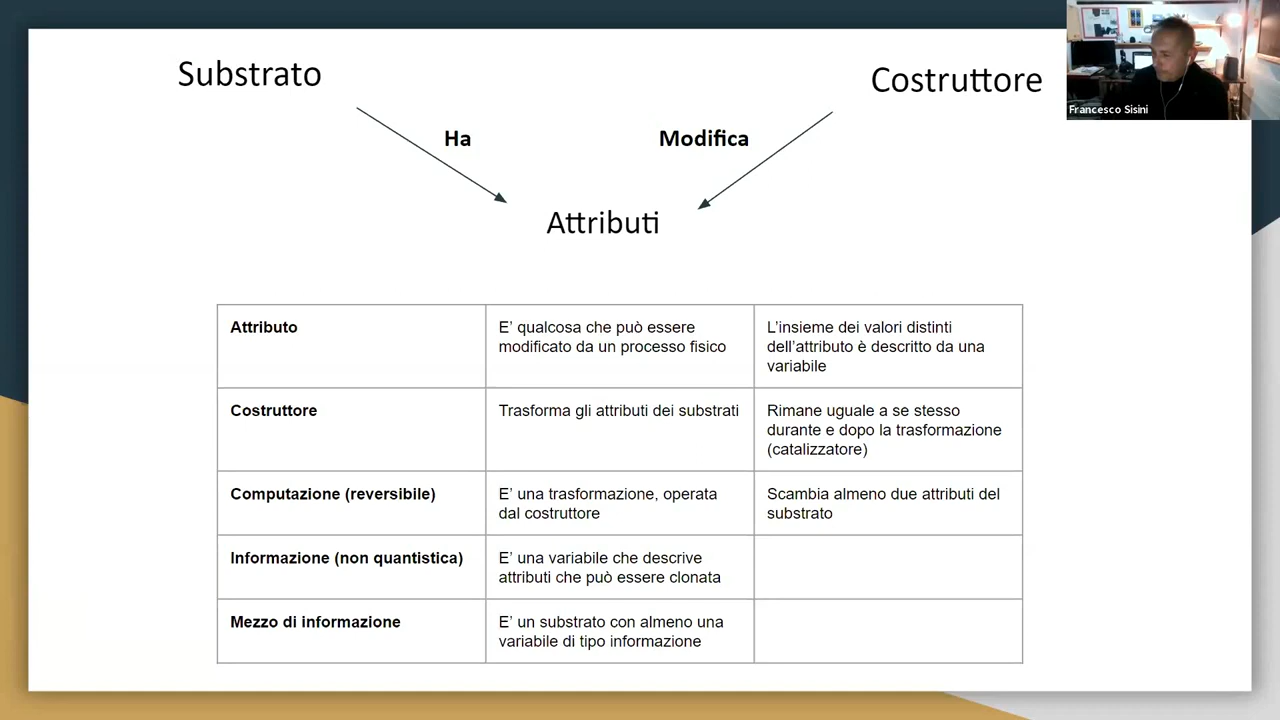 Substrato
Costruttore
Francesco Sisini
Ha
Modifica
Attributi
Attributo
E' qualcosa che può essere
modificato da un processo fisico
L'insieme dei valori distinti
dell'attributo è descritto da una
variabile
Costruttore
Trasforma gli attributi dei substrati
Rimane uguale a se stesso
durante e dopo la trasformazione
(catalizzatore)
Computazione (reversibile)
E' una trasformazione, operata
dal costruttore
Scambia almeno due attributi del
substrato
Informazione (non quantistica)
E' una variabile che descrive
attributi che può essere clonata
Mezzo di informazione
E' un substrato con almeno una
variabile di tipo informazione